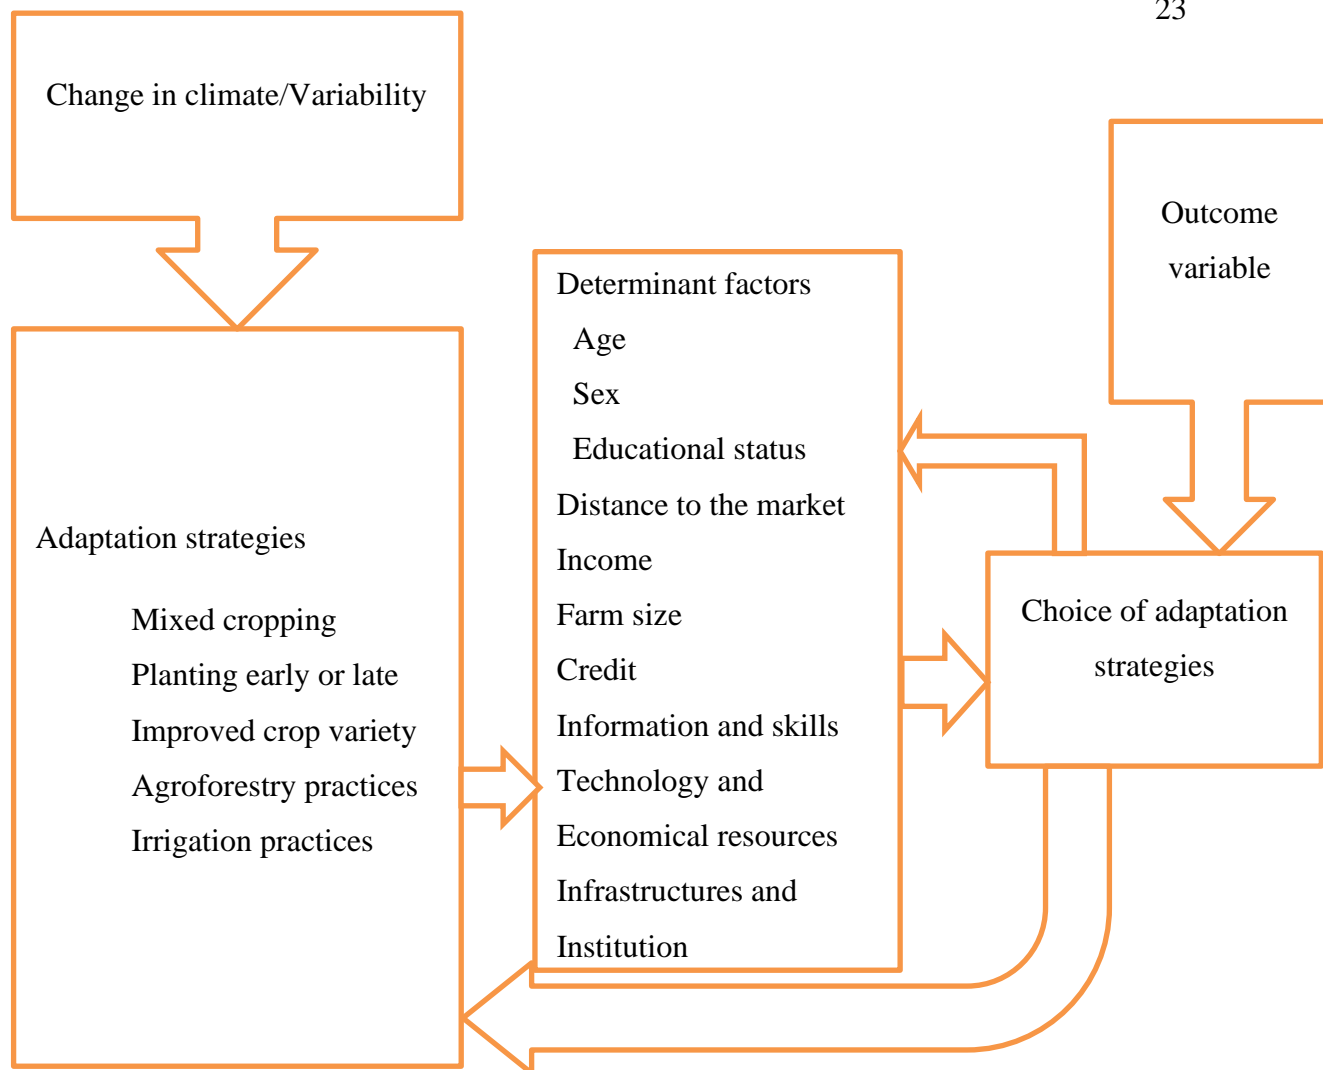 23
Change in climate/Variability
Adaptation strategies
Mixed cropping
Planting early or late
Improved crop variety
Agroforestry practices
Irrigation practices
Determinant factors
Age
Sex
Educational status
Distance to the market
Income
Farm size
Credit
Information and skills
Technology and
Economical resources
Infrastructures and
Institution
Outcome
variable
Choice of adaptation
strategies